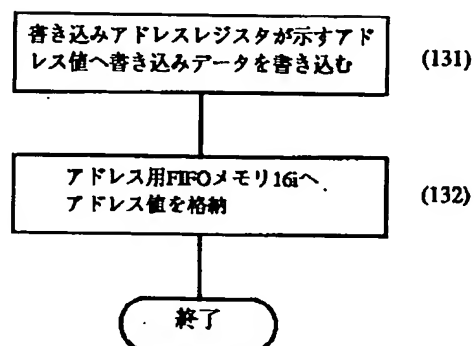 書き込みアドレスレジスタが示すアド
レス値へ書き込みデータを書き込む
(131)
アドレス用FIFOメモリ16iへ
アドレス値を格納
(132)
終了